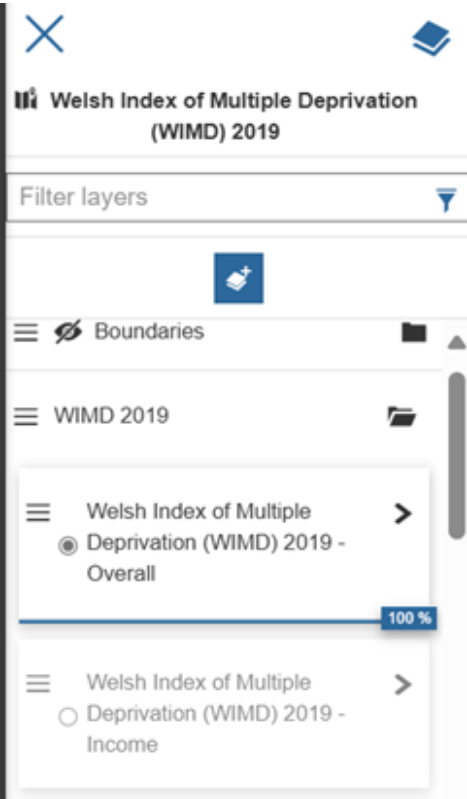 Welsh Index of Multiple Deprivation
(WIMD) 2019
Filter layers
Boundaries
WIMD 2019
Welsh Index of Multiple
Deprivation (WIMD) 2019 -
Overall
100 %
Welsh Index of Multiple
Deprivation (WIMD) 2019 -
Income